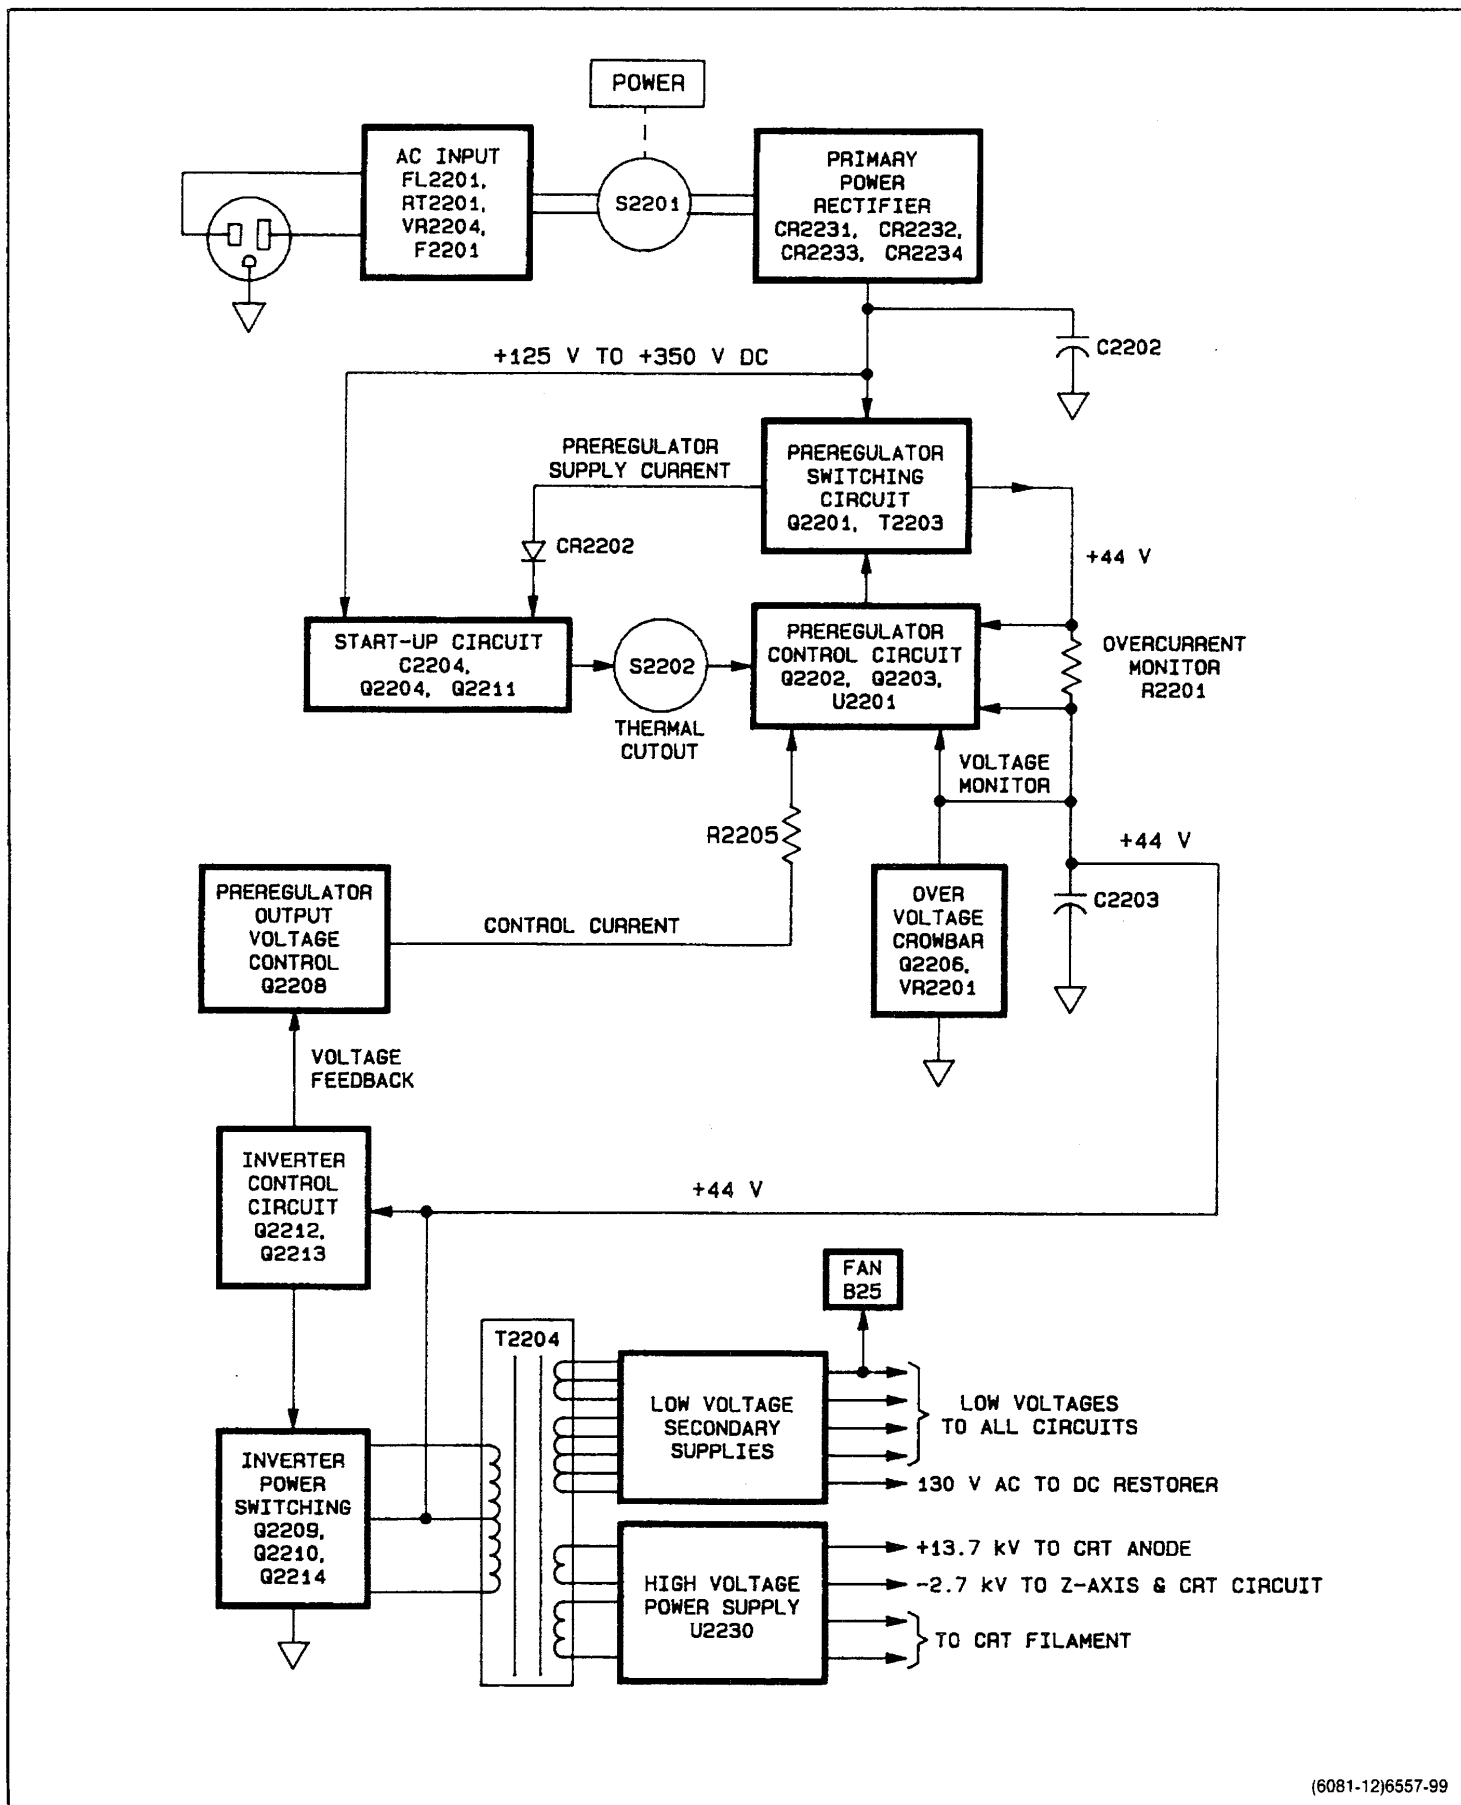 POWER
AC INPUT
FL2201,
RT2201,
VR2204,
F2201
S2201
PRIMARY
POWER
RECTIFIER
CR2231, CR2232,
CR2233, CR2234
C2202
+125 V TO +350 V DC
PREREGULATOR
SUPPLY CURRENT
PREREGULATOR
SWITCHING
CIRCUIT
Q2201, T2203
CR2202
+44 V
START-UP CIRCUIT
C2204,
Q2204, Q2211
S2202
THERMAL
CUTOUT
PREREGULATOR
CONTROL CIRCUIT
Q2202, Q2203,
U2201
OVERCURRENT
MONITOR
R2201
VOLTAGE
MONITOR
R2205
+44 V
PREREGULATOR
OUTPUT
VOLTAGE
CONTROL
Q2208
CONTROL CURRENT
OVER
VOLTAGE
CROWBAR
Q2206,
VR2201
C2203
VOLTAGE
FEEDBACK
INVERTER
CONTROL
CIRCUIT
Q2212,
Q2213
+44 V
FAN
B25
T2204
LOW VOLTAGE
SECONDARY
SUPPLIES
LOW VOLTAGES
TO ALL CIRCUITS
130 V AC TO DC RESTORER
INVERTER
POWER
SWITCHING
Q2209,
Q2210,
Q2214
HIGH VOLTAGE
POWER SUPPLY
U2230
+13.7 kV TO CRT ANODE
-2.7 kV TO Z-AXIS & CRT CIRCUIT
TO CRT FILAMENT
(6081-12)6557-99